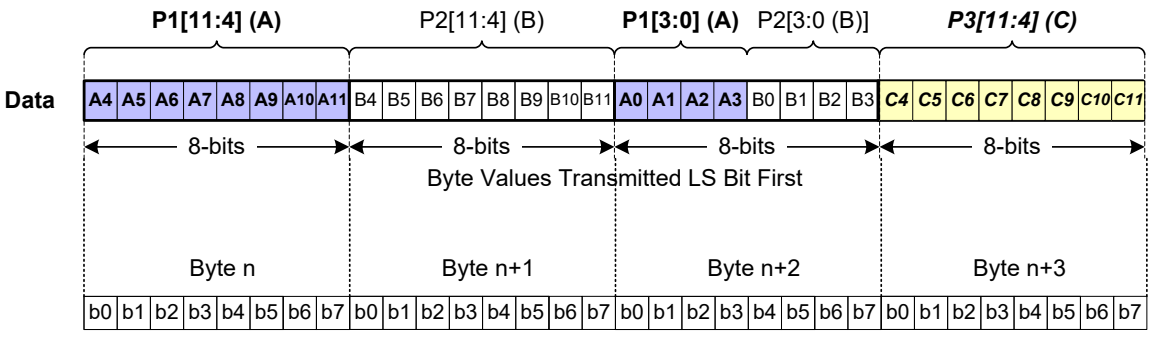 P1[11:4] (A) P2[11:4] (B) P1[3:0] (A) P2[3:0 (B)] P3[11:4] (C)
Data A4 A5 A6 A7 A8 A9 A10 A11 B4 B5 B6 B7 B8 B9 B10 B11 A0 A1 A2 A3 B0 B1 B2 B3 C4 C5 C6 C7 C8 C9 C10 C11
8-bits 8-bits 8-bits 8-bits
Byte Values Transmitted LS Bit First
Byte n Byte n+1 Byte n+2 Byte n+3
b0 b1 b2 b3 b4 b5 b6 b7 b0 b1 b2 b3 b4 b5 b6 b7 b0 b1 b2 b3 b4 b5 b6 b7 b0 b1 b2 b3 b4 b5 b6 b7